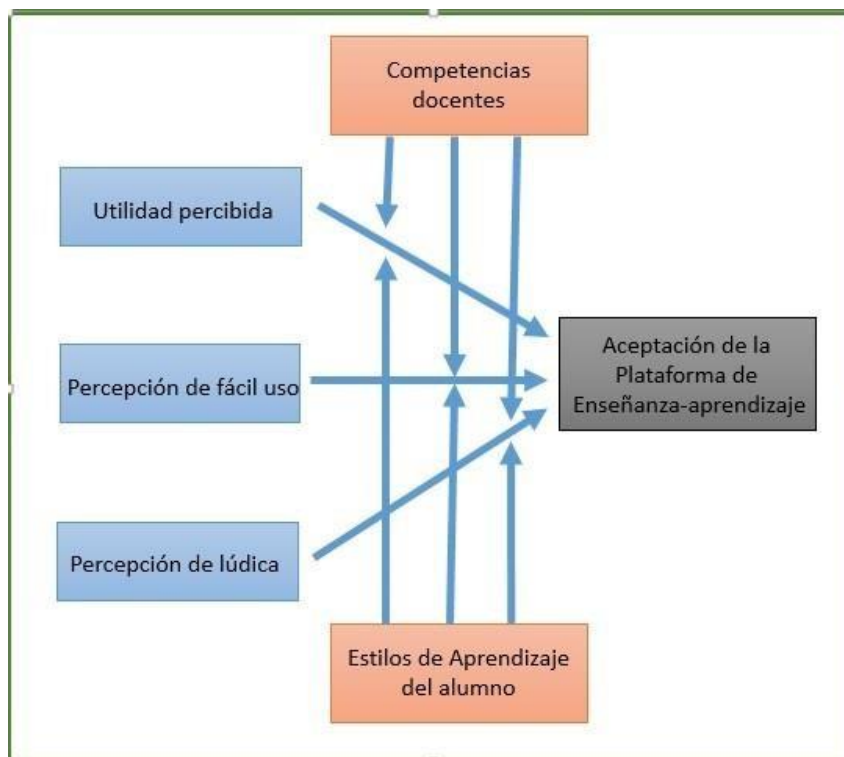 Competencias
docentes
Utilidad percibida
Percepción de fácil uso
Aceptación de la
Plataforma de
Enseñanza-aprendizaje
Percepción de lúdica
Estilos de Aprendizaje
del alumno